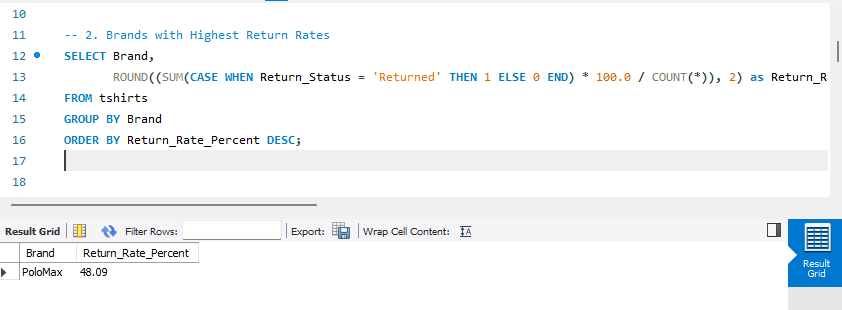 10
11 -- 2. Brands with Highest Return Rates
12 SELECT Brand,
13 ROUND((SUM(CASE WHEN Return_Status = 'Returned' THEN 1 ELSE 0 END) * 100.0 / COUNT(*)), 2) as Return_R
14 FROM tshirts
15 GROUP BY Brand
16 ORDER BY Return_Rate_Percent DESC;
17
18
Result Grid Filter Rows: Export: Wrap Cell Content: IA
Brand Return_Rate_Percent
PoloMax 48.09
Result
Grid